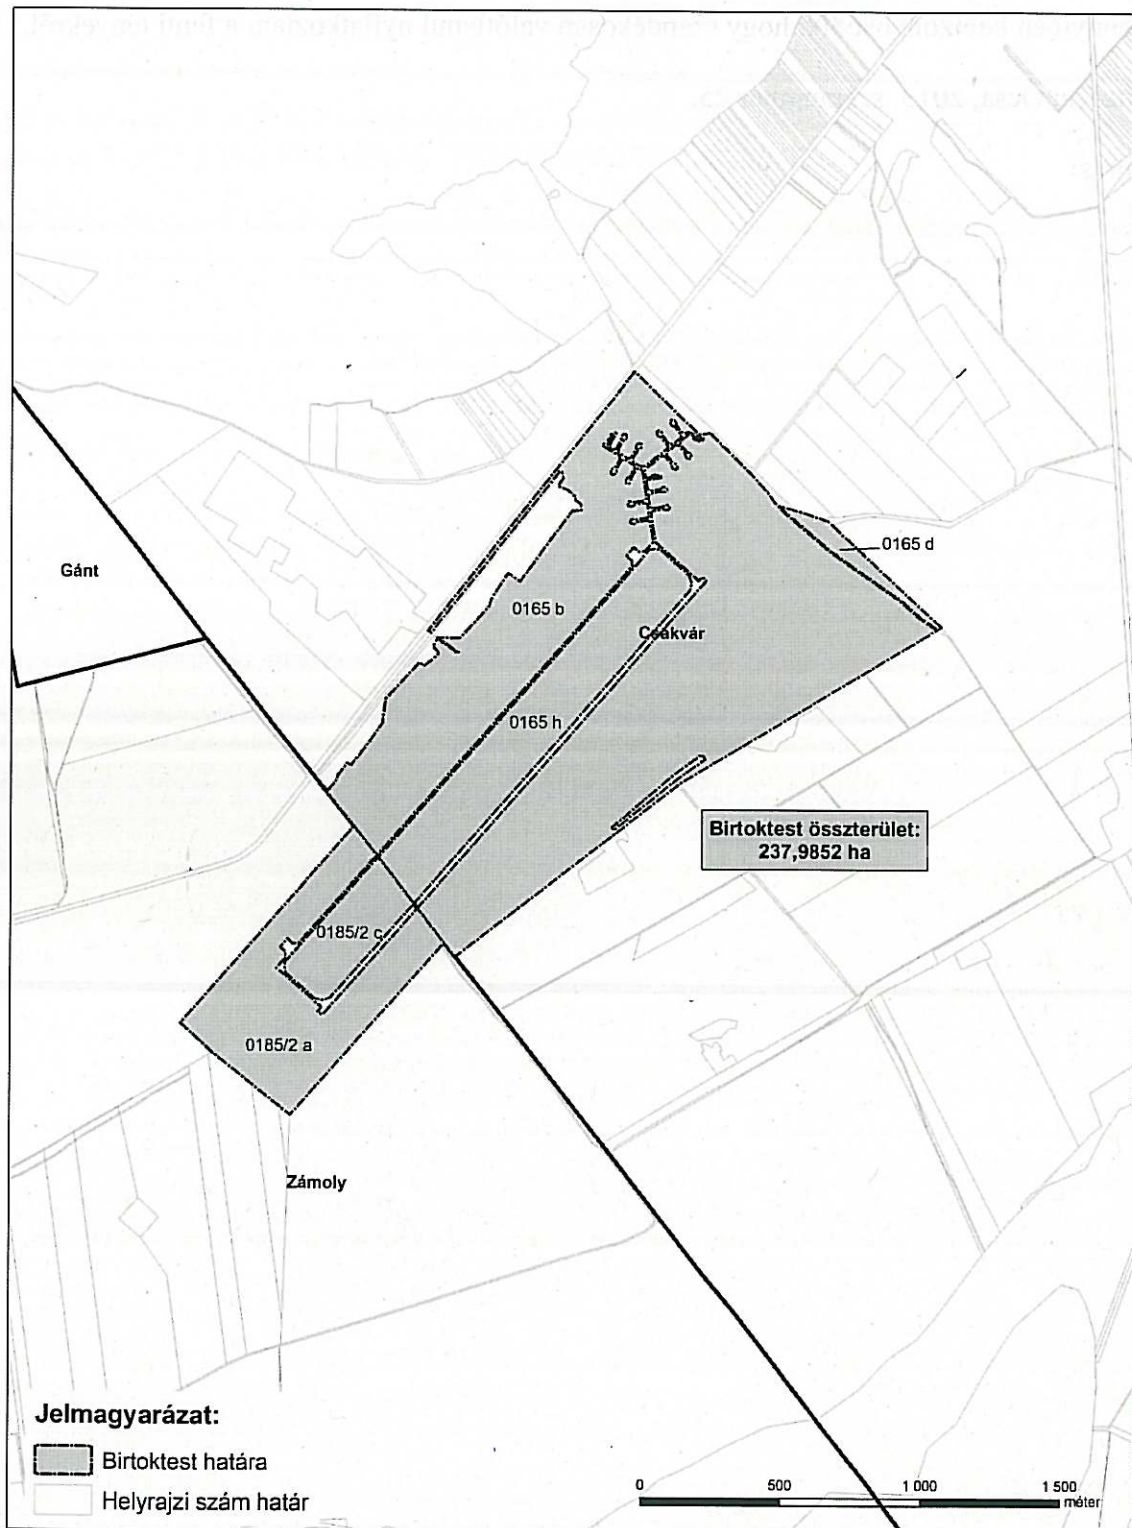 Gánt
0165 d
0165 b
Csákvár
0165 h
Birtoktest összterület:
237,9852 ha
0185/2 c
0185/2 a
Zámoly
Jelmagyarázat:
Birtoktest határa
Helyrajzi szám határ
0 500 1 000 1 500
méter